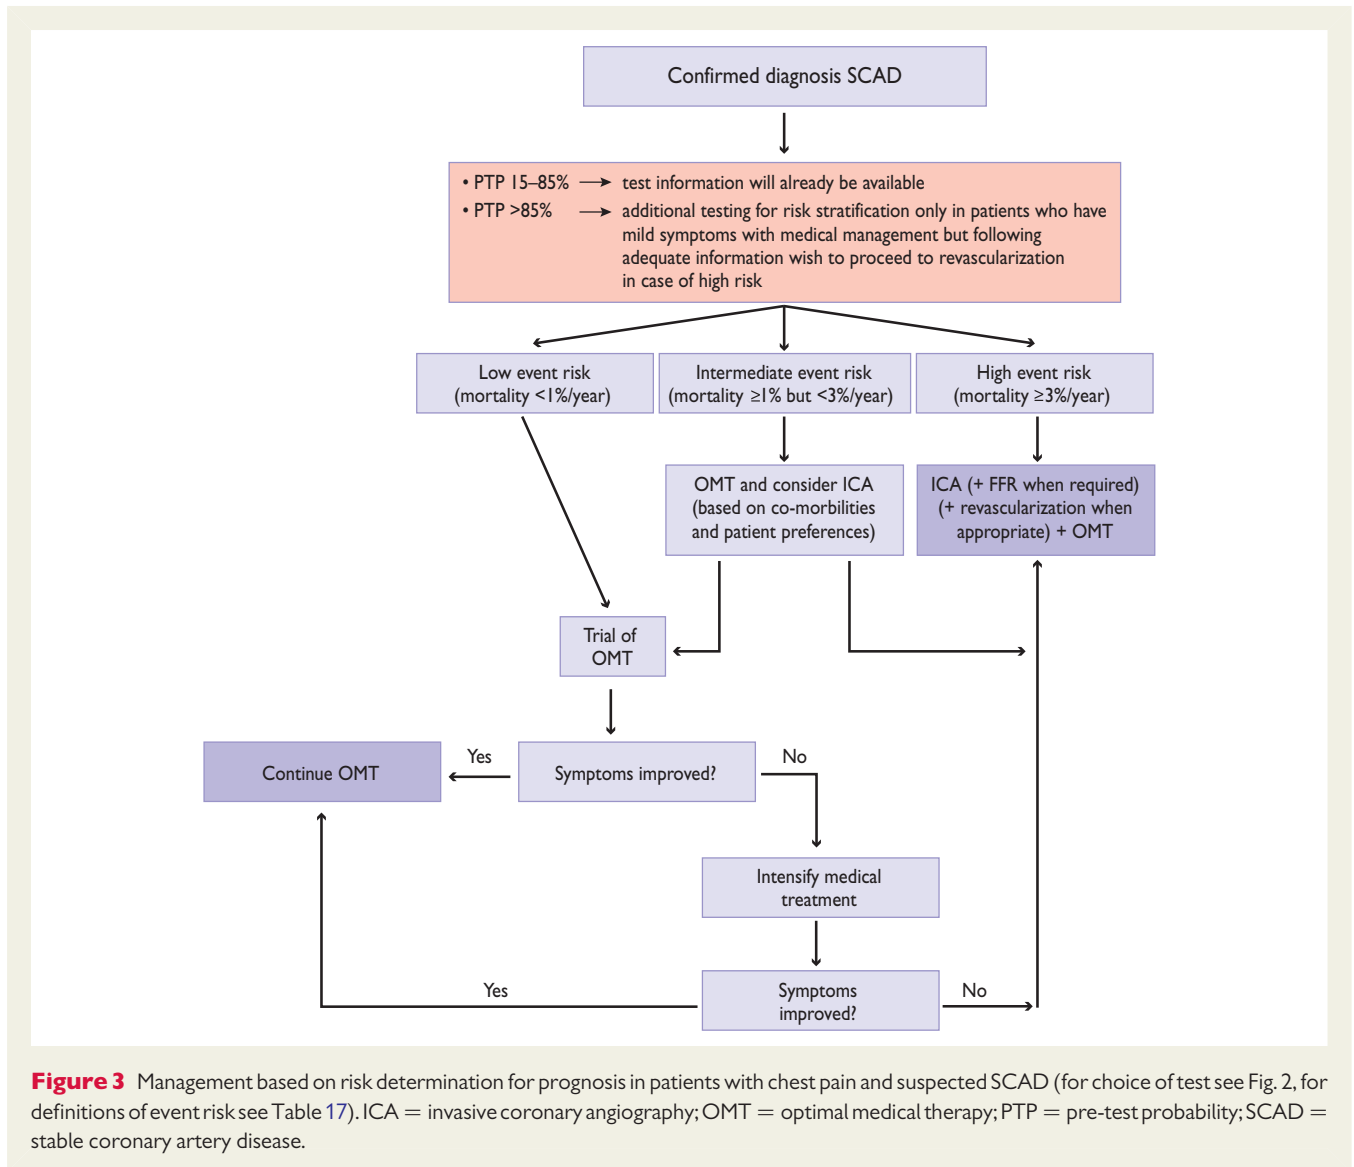 Confirmed diagnosis SCAD
• PTP 15–85% → test information will already be available
• PTP >85% → additional testing for risk stratification only in patients who have
mild symptoms with medical management but following
adequate information wish to proceed to revascularization
in case of high risk
Low event risk
(mortality <1%/year)
Intermediate event risk
(mortality ≥1% but <3%/year)
High event risk
(mortality ≥3%/year)
OMT and consider ICA
(based on co-morbilities
and patient preferences)
ICA (+ FFR when required)
(+ revascularization when
appropriate) + OMT
Trial of
OMT
Continue OMT
Yes
Symptoms improved?
No
Intensify medical
treatment
Yes
Symptoms
improved?
No
Figure 3 Management based on risk determination for prognosis in patients with chest pain and suspected SCAD (for choice of test see Fig. 2, for
definitions of event risk see Table 17). ICA = invasive coronary angiography; OMT = optimal medical therapy; PTP = pre-test probability; SCAD =
stable coronary artery disease.